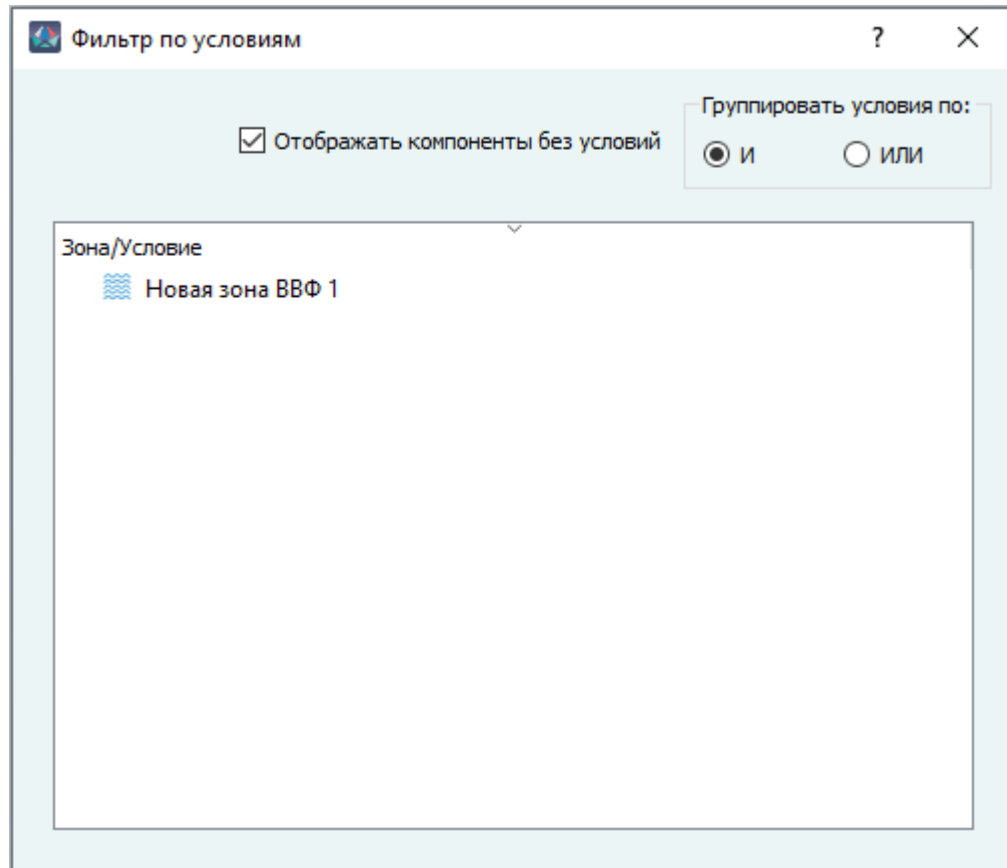 Фильтр по условиям
?
Группировать условия по:
Отображать компоненты без условий
И
ИЛИ
Зона/Условие
Новая зона ВВФ 1